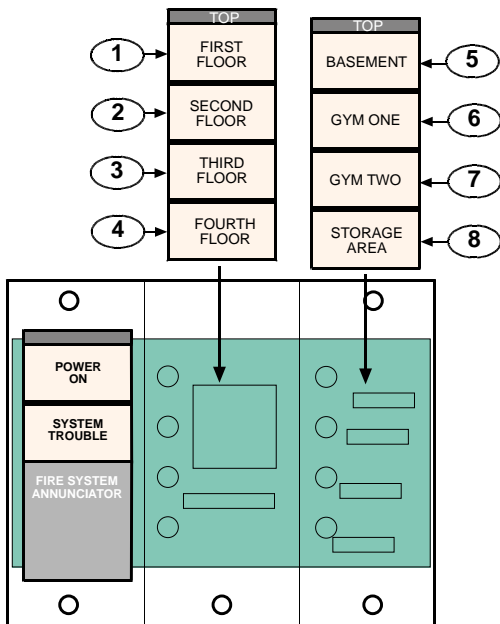 TOP
1
FIRST
FLOOR
2
SECOND
FLOOR
3
THIRD
FLOOR
4
FOURTH
FLOOR
TOP
BASEMENT
5
GYM ONE
6
GYM TWO
7
STORAGE
AREA
8
POWER
ON
SYSTEM
TROUBLE
FIRE SYSTEM
ANNUNCIATOR